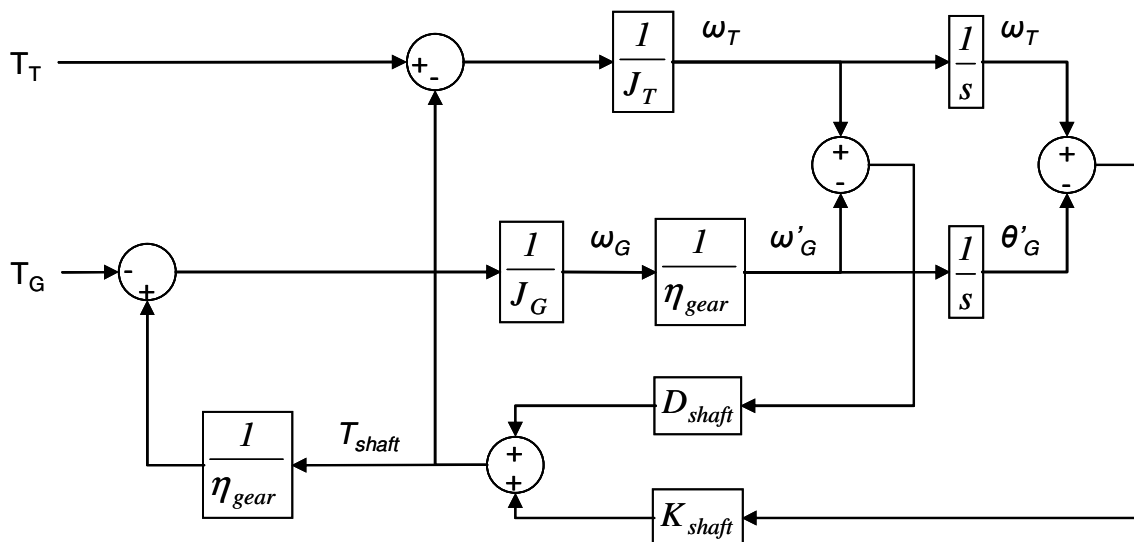 T_T
+
-
1
J_T
ω_T
1
s
ω_T
+
-
+
-
T_G
-
+
1
J_G
ω_G
1
η_gear
ω'_G
1
s
θ'_G
D_shaft
1
η_gear
T_shaft
+
+
K_shaft